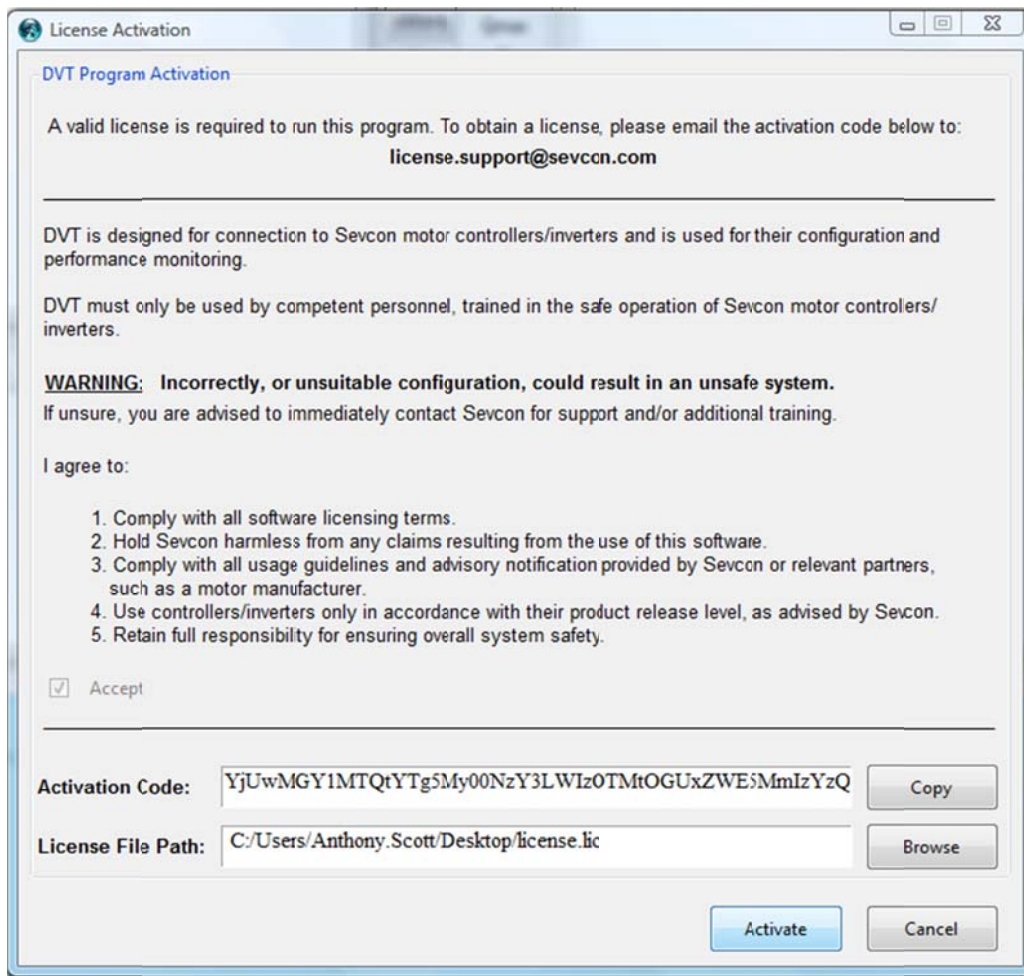 License Activation
DVT Program Activation
A valid license is required to run this program. To obtain a license, please email the activation code below to:
license.support@sevcon.com
DVT is designed for connection to Sevcon motor controllers/inverters and is used for their configuration and
performance monitoring.
DVT must only be used by competent personnel, trained in the safe operation of Sevcon motor controllers/
inverters.
WARNING: Incorrectly, or unsuitable configuration, could result in an unsafe system.
If unsure, you are advised to immediately contact Sevcon for support and/or additional training.
I agree to:
1. Comply with all software licensing terms.
2. Hold Sevcon harmless from any claims resulting from the use of this software.
3. Comply with all usage guidelines and advisory notification provided by Sevcon or relevant partners,
such as a motor manufacturer.
4. Use controllers/inverters only in accordance with their product release level, as advised by Sevcon.
5. Retain full responsibility for ensuring overall system safety.
Accept
Activation Code: YjUwMGY1MTQtYTg5My00NzY3LWIz0TMtOGUxZWE5MmIzYzQ Copy
License File Path: C:/Users/Anthony.Scott/Desktop/license.lic Browse
Activate Cancel